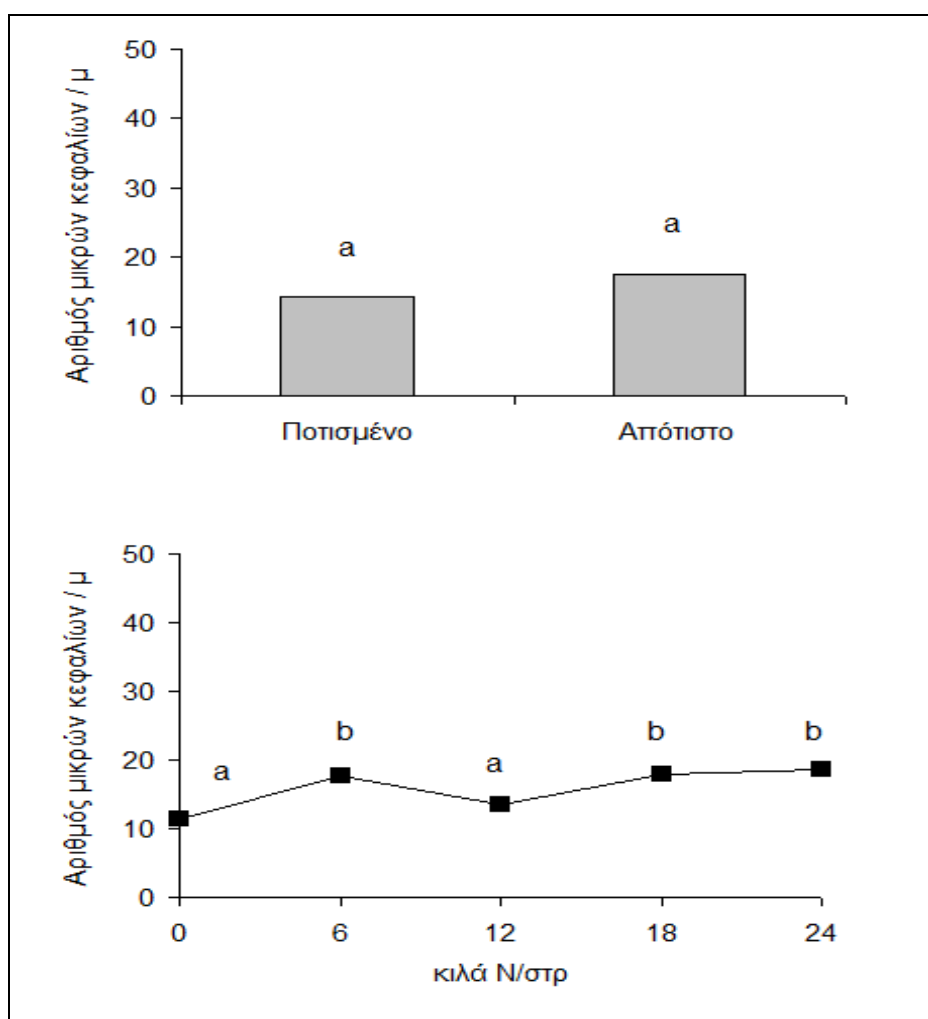 Αριθμός μικρών κεφαλίων / μ
50
40
30
20
10
0
a
a
Ποτισμένο
Απότιστο
Αριθμός μικρών κεφαλίων / μ
50
40
30
20
10
0
a
b
a
b
b
0 6 12 18 24
κιλά Ν/στρ